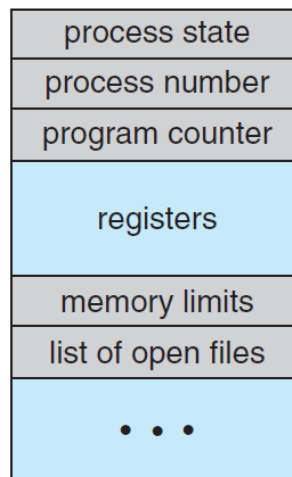 process state
process number
program counter
registers
memory limits
list of open files
• • •